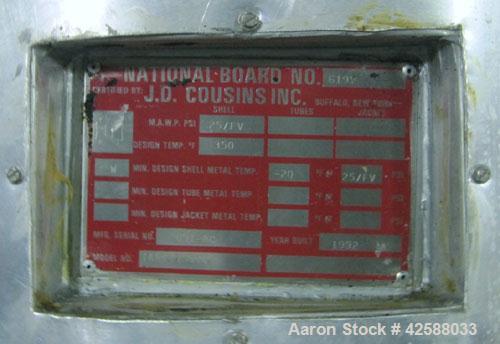 NATIONAL BOARD NO.
CERTIFIED BY: J.D. COUSINS INC. BUFFALO, NEW YORK
SHELL TUBES
M.A.W.P. PSI 25/FV
DESIGN TEMP. °F 350
W MIN. DESIGN SHELL METAL TEMP. -20 °F @ 25/FV PSI
MIN. DESIGN TUBE METAL TEMP. °F @ PSI
MIN. DESIGN JACKET METAL TEMP. °F @ PSI
MFG. SERIAL NO. YEAR BUILT 1992
MODEL NO.
Aaron Stock # 42588033